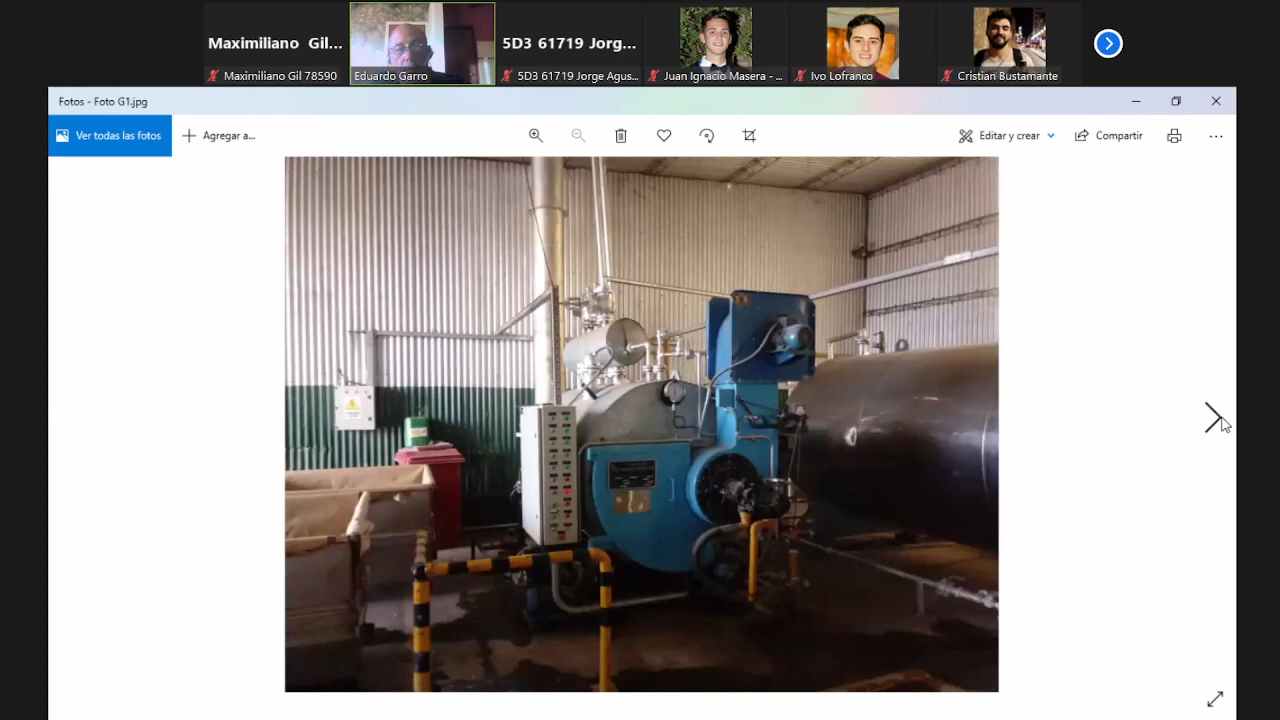 Maximiliano Gil...
Maximiliano Gil 78590
Eduardo Garro
5D3 61719 Jorg...
5D3 61719 Jorge Agus...
Juan Ignacio Masera - ...
Ivo Lofranco
Cristian Bustamante
Fotos - Foto G1.jpg
Ver todas las fotos
Agregar a...
Editar y crear
Compartir